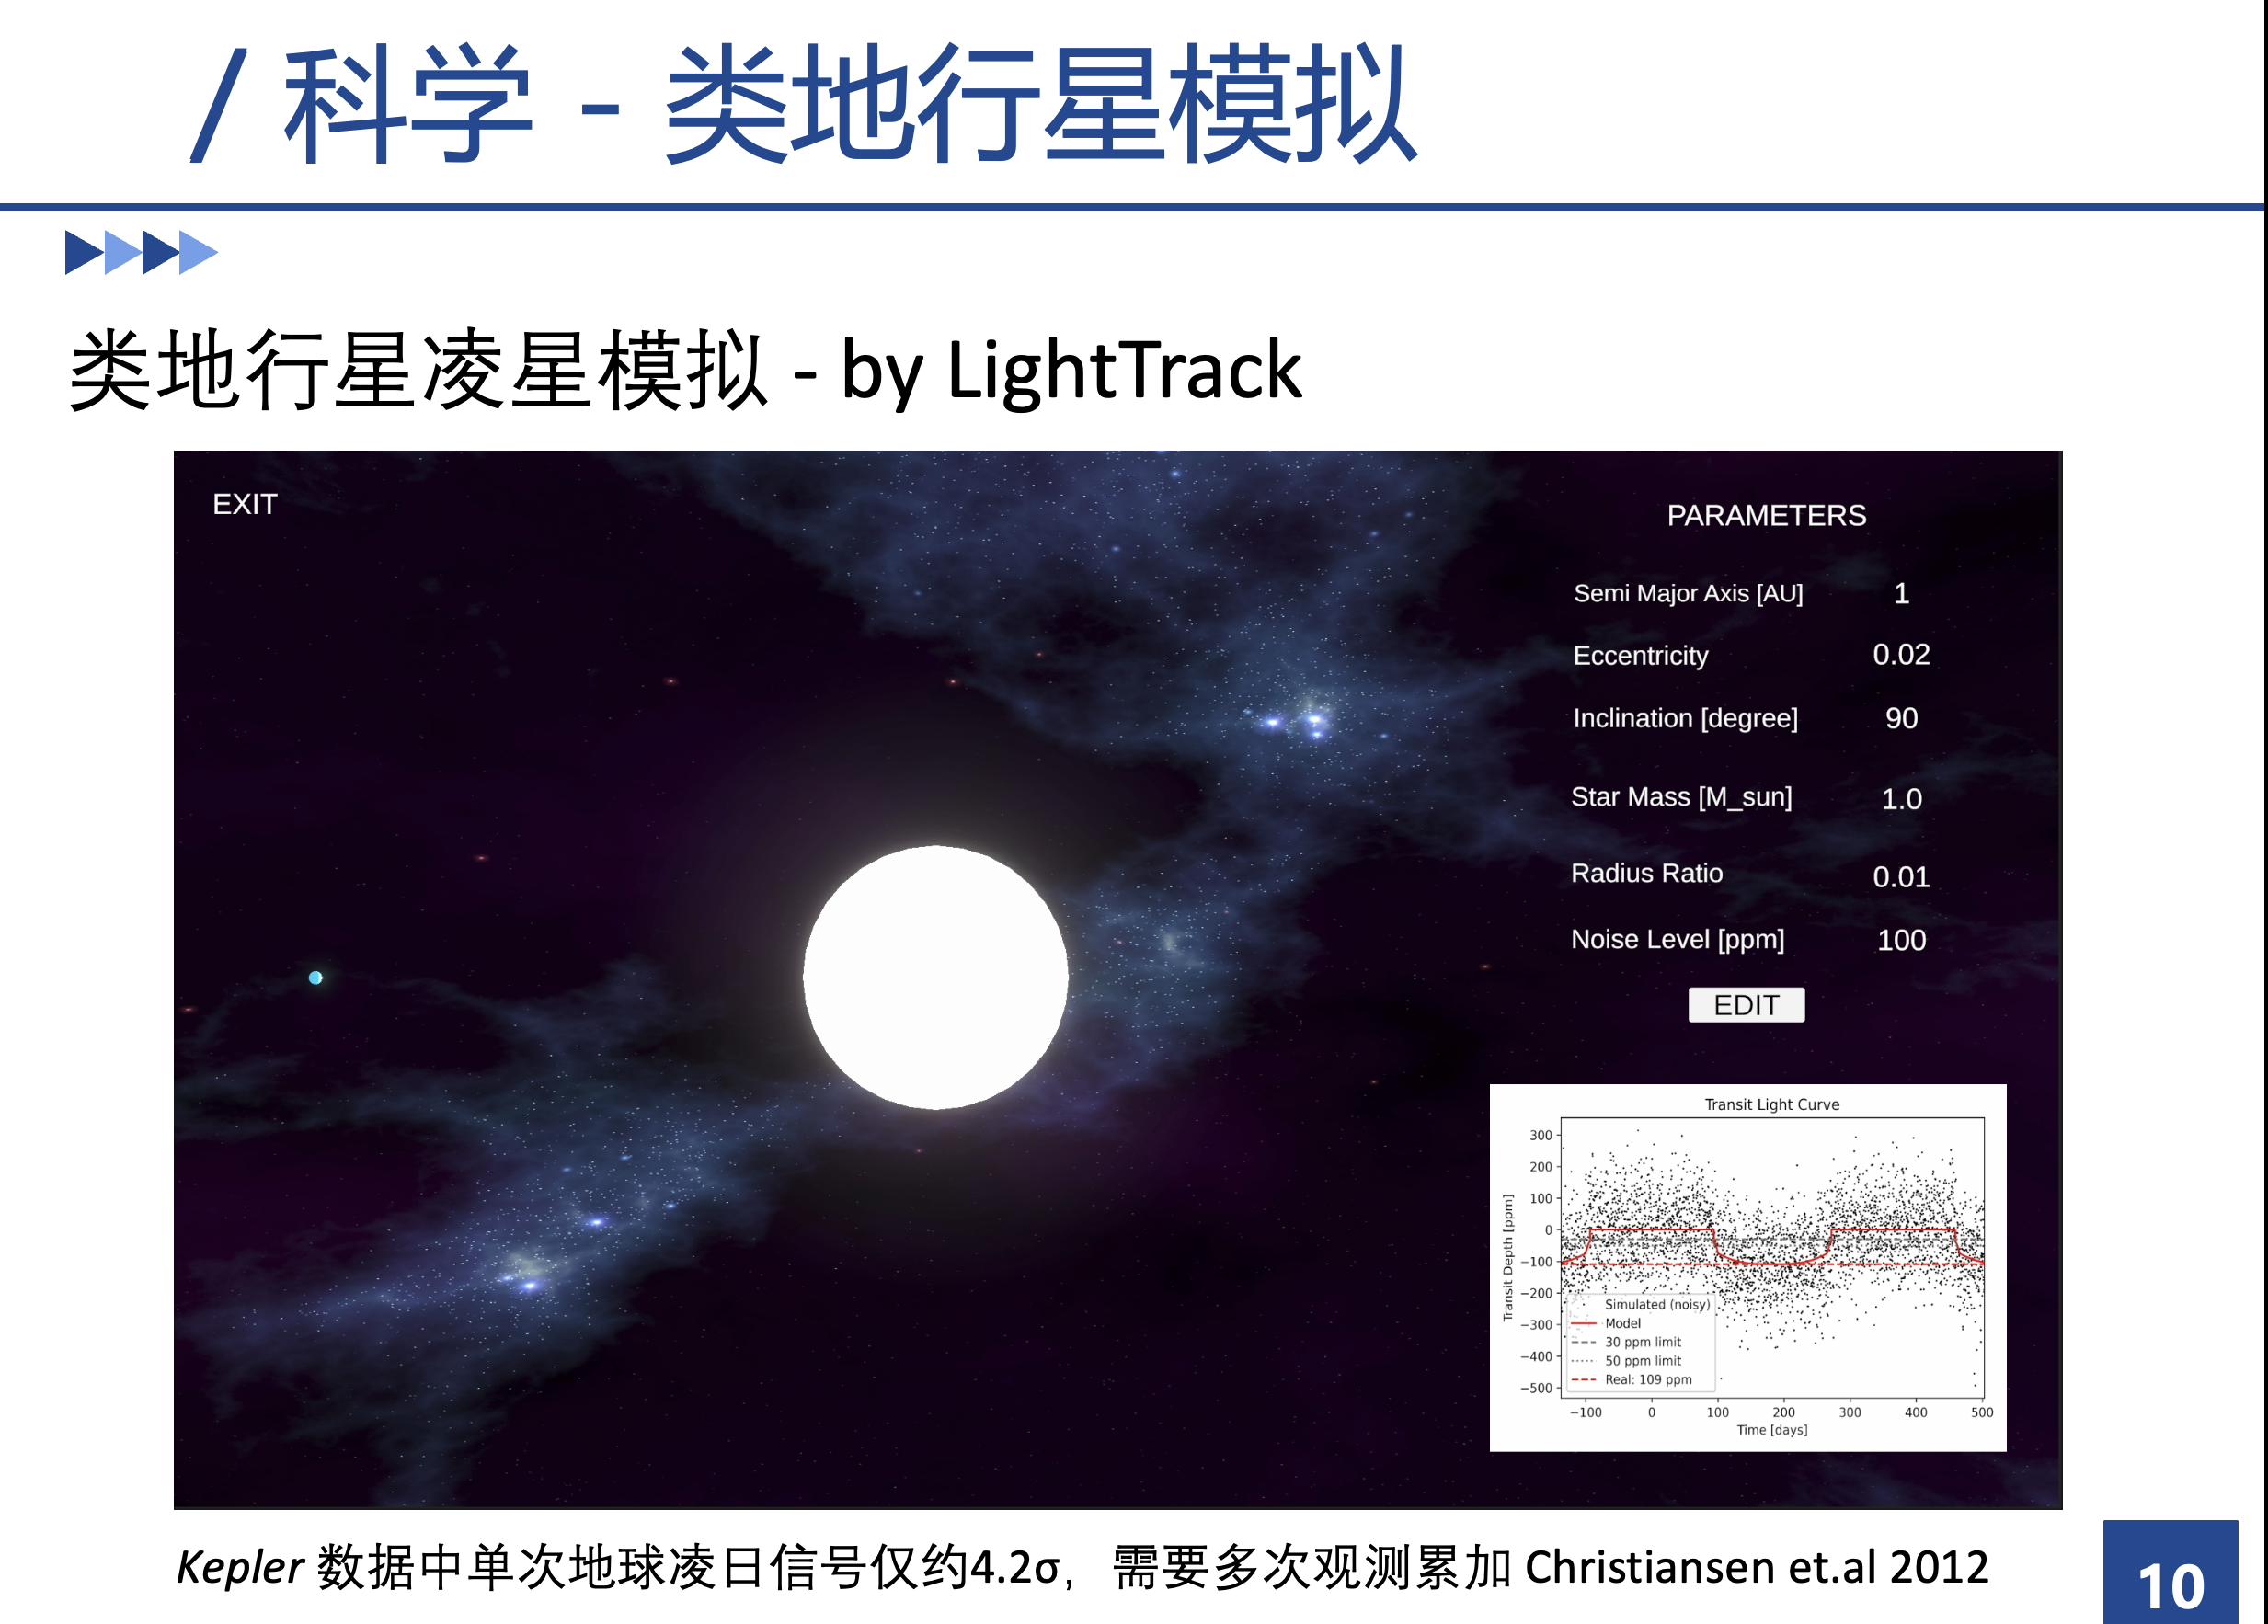 / 科学 - 类地行星模拟
类地行星凌星模拟 - by LightTrack
EXIT
PARAMETERS
Semi Major Axis [AU] 1
Eccentricity 0.02
Inclination [degree] 90
Star Mass [M_sun] 1.0
Radius Ratio 0.01
Noise Level [ppm] 100
EDIT
Transit Light Curve
Transit Depth [ppm]
300
200
100
0
−100
−200
−300
−400
−500
Simulated (noisy)
Model
30 ppm limit
50 ppm limit
Real: 109 ppm
−100 0 100 200 300 400 500
Time [days]
Kepler 数据中单次地球凌日信号仅约4.2σ, 需要多次观测累加 Christiansen et.al 2012
10